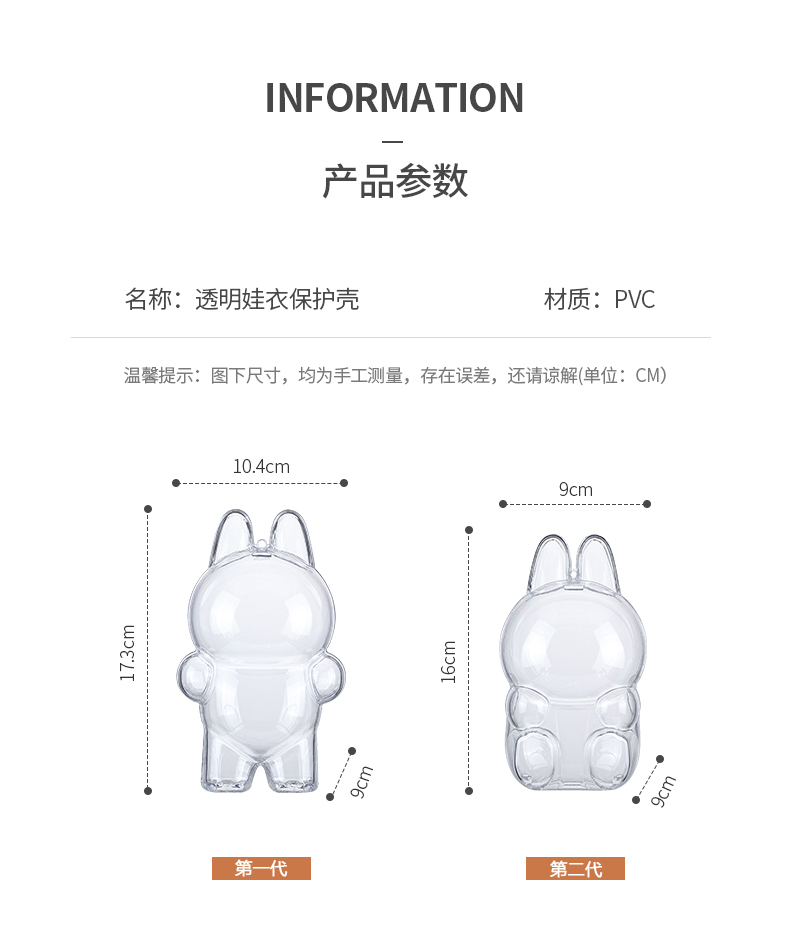 INFORMATION
产品参数
名称：透明娃衣保护壳 材质：PVC
温馨提示：图下尺寸，均为手工测量，存在误差，还请谅解(单位：CM）
10.4cm
9cm
17.3cm
16cm
9cm
9cm
第一代
第二代